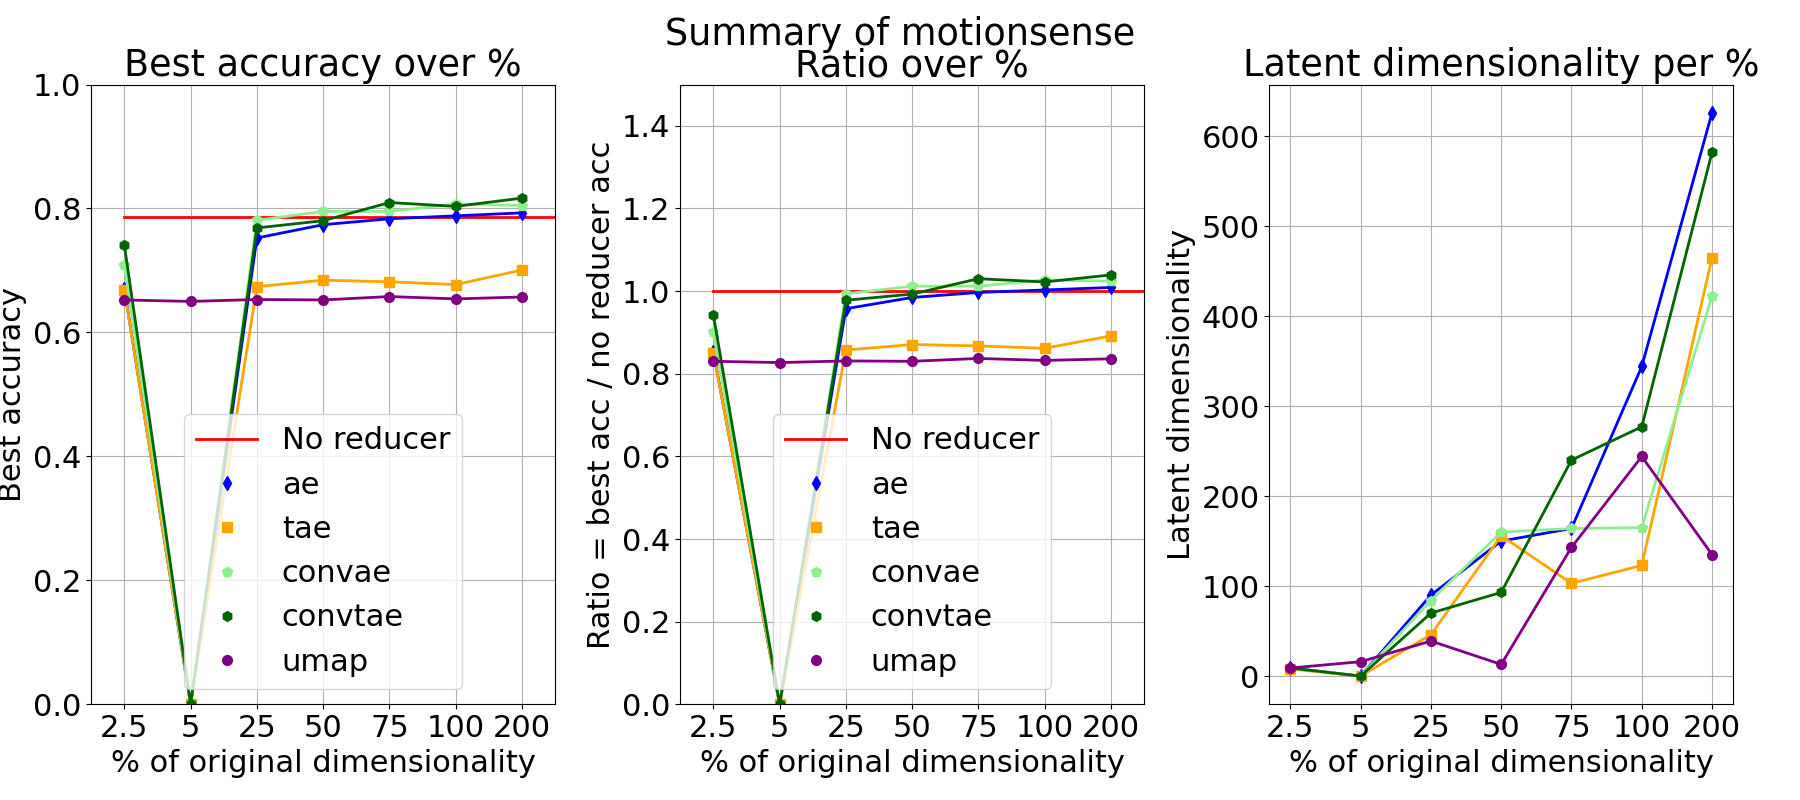 Summary of motionsense
Best accuracy over %
1.0
0.8
0.6
0.4
0.2
0.0
Best accuracy
2.5 5 25 50 75 100 200
% of original dimensionality
No reducer
ae
tae
convae
convtae
umap
Ratio over %
1.4
1.2
1.0
0.8
0.6
0.4
0.2
0.0
Ratio = best acc / no reducer acc
2.5 5 25 50 75 100 200
% of original dimensionality
No reducer
ae
tae
convae
convtae
umap
Latent dimensionality per %
600
500
400
300
200
100
0
Latent dimensionality
2.5 5 25 50 75 100 200
% of original dimensionality